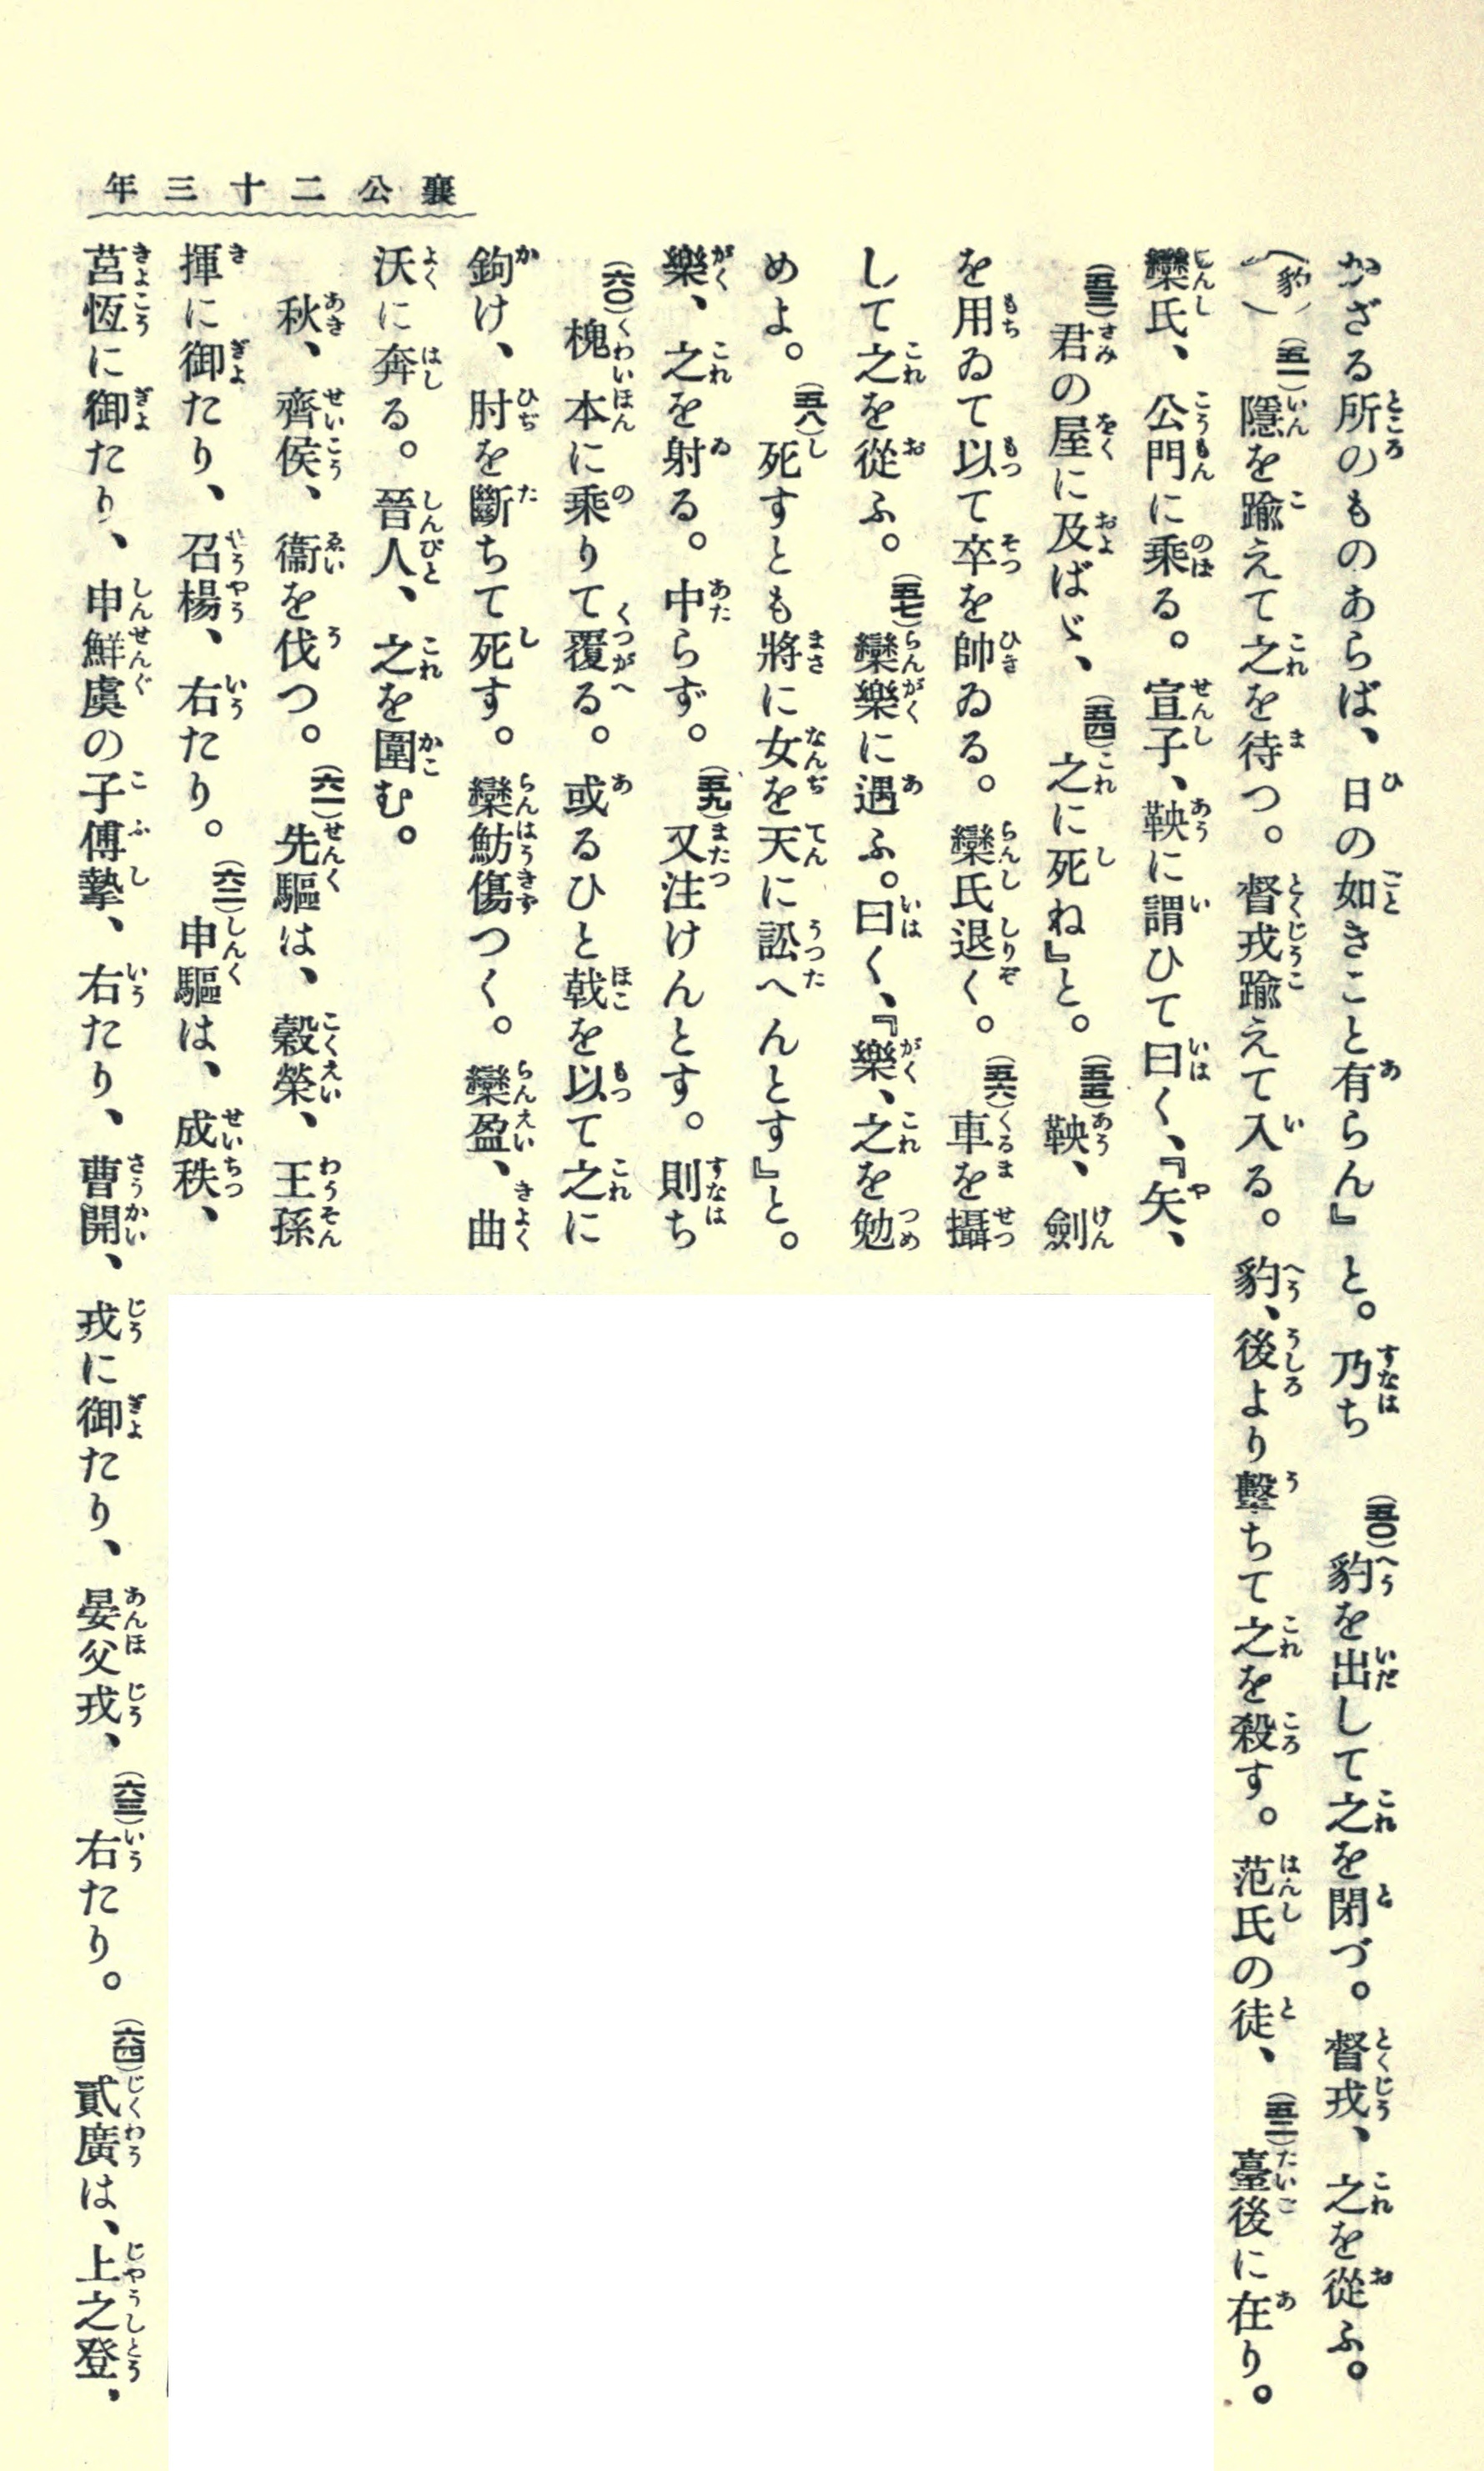 襄公二十三年
かざる所のものあらば、日の如きこと有らん』と。乃ち(五〇)豹を出して之を閉づ。督戎、之を從ふ。
(豹)(五一)隱を踰えて之を待つ。督戎踰えて入る。豹、後より擊ちて之を殺す。范氏の徒、(五二)臺後に在り。
欒氏、公門に乘る。宣子、鞅に謂ひて曰く、『矢、
(五三)君の屋に及ばゞ、(五四)之に死ね』と。(五五)鞅、劍
を用ゐて以て卒を帥ゐる。欒氏退く。(五六)車を攝
して之を從ふ。(五七)欒樂に遇ふ。曰く、『樂、之を勉
めよ。(五八)死すとも將に女を天に訟へんとす』と。
樂、之を射る。中らず。(五九)又注けんとす。則ち
(六〇)槐本に乘りて覆る。或るひと戟を以て之に
鉤け、肘を斷ちて死す。欒魴傷つく。欒盈、曲
沃に奔る。晉人、之を圍む。
秋、齊侯、衞を伐つ。(六一)先驅は、穀榮、王孫
揮に御たり、召楊、右たり。(六二)申驅は、成秩、
莒恆に御たり、申鮮虞の子傅摯、右たり、曹開、戎に御たり、晏父戎、(六三)右たり。(六四)貳廣は、上之登、